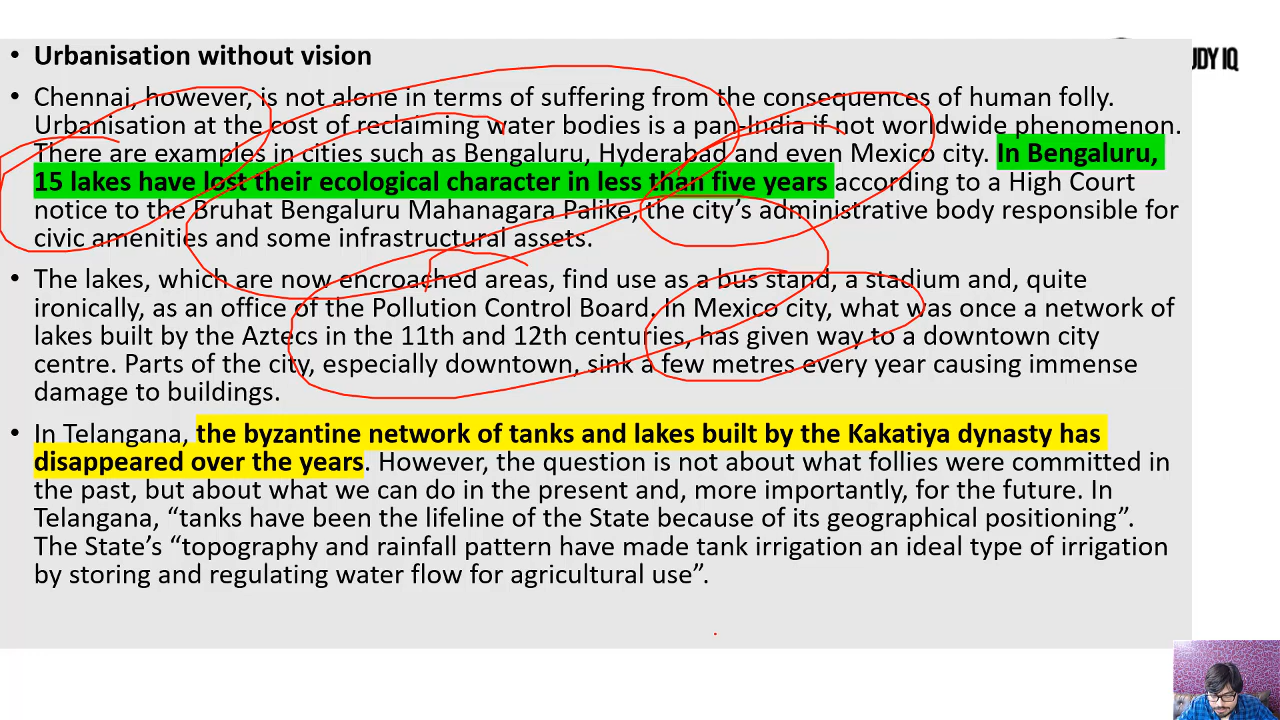 • Urbanisation without vision
• Chennai, however, is not alone in terms of suffering from the consequences of human folly.
Urbanisation at the cost of reclaiming water bodies is a pan-India if not worldwide phenomenon.
There are examples in cities such as Bengaluru, Hyderabad and even Mexico city. In Bengaluru,
15 lakes have lost their ecological character in less than five years according to a High Court
notice to the Bruhat Bengaluru Mahanagara Palike, the city’s administrative body responsible for
civic amenities and some infrastructural assets.
• The lakes, which are now encroached areas, find use as a bus stand, a stadium and, quite
ironically, as an office of the Pollution Control Board. In Mexico city, what was once a network of
lakes built by the Aztecs in the 11th and 12th centuries, has given way to a downtown city
centre. Parts of the city, especially downtown, sink a few metres every year causing immense
damage to buildings.
• In Telangana, the byzantine network of tanks and lakes built by the Kakatiya dynasty has
disappeared over the years. However, the question is not about what follies were committed in
the past, but about what we can do in the present and, more importantly, for the future. In
Telangana, “tanks have been the lifeline of the State because of its geographical positioning”.
The State’s “topography and rainfall pattern have made tank irrigation an ideal type of irrigation
by storing and regulating water flow for agricultural use”.
IQ